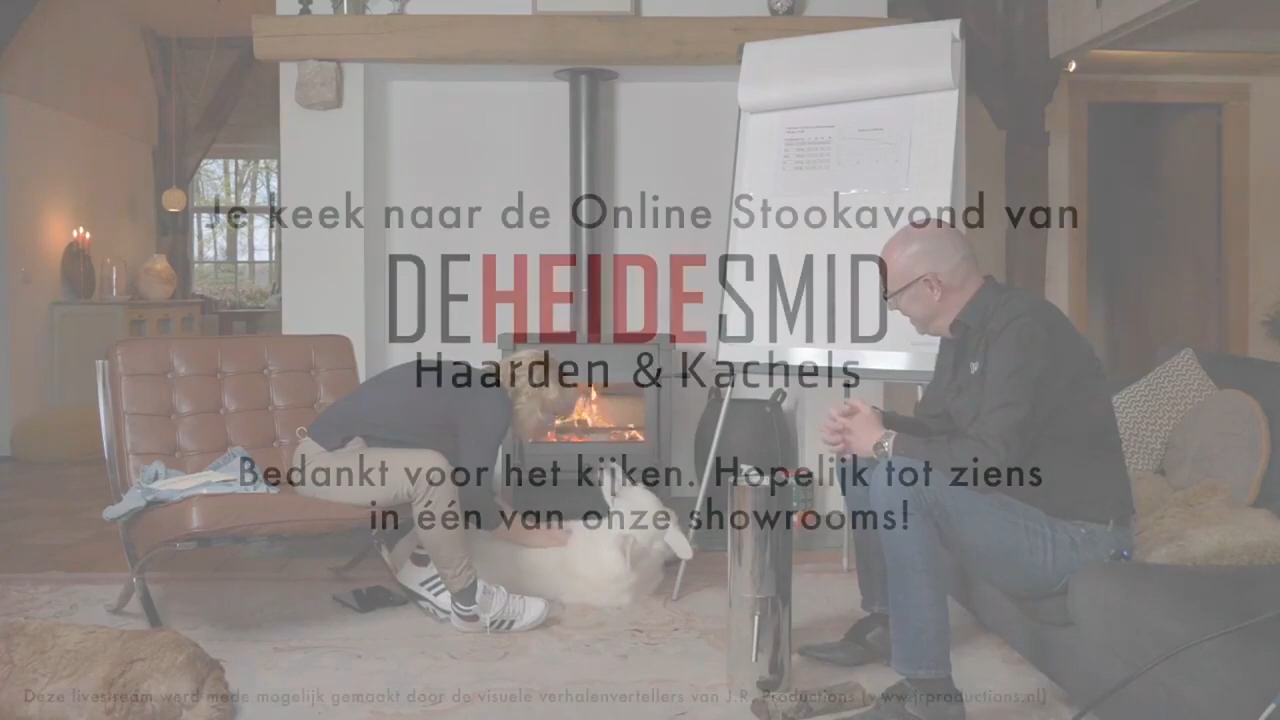 Je keek naar de Online Stookavond van
DEHEIDESMID
Haarden & Kachels
Bedankt voor het kijken. Hopelijk tot ziens
in één van onze showrooms!
Deze livestream werd mede mogelijk gemaakt door de visuele verhalenvertellers van J.R. Productions [www.jrproductions.nl]